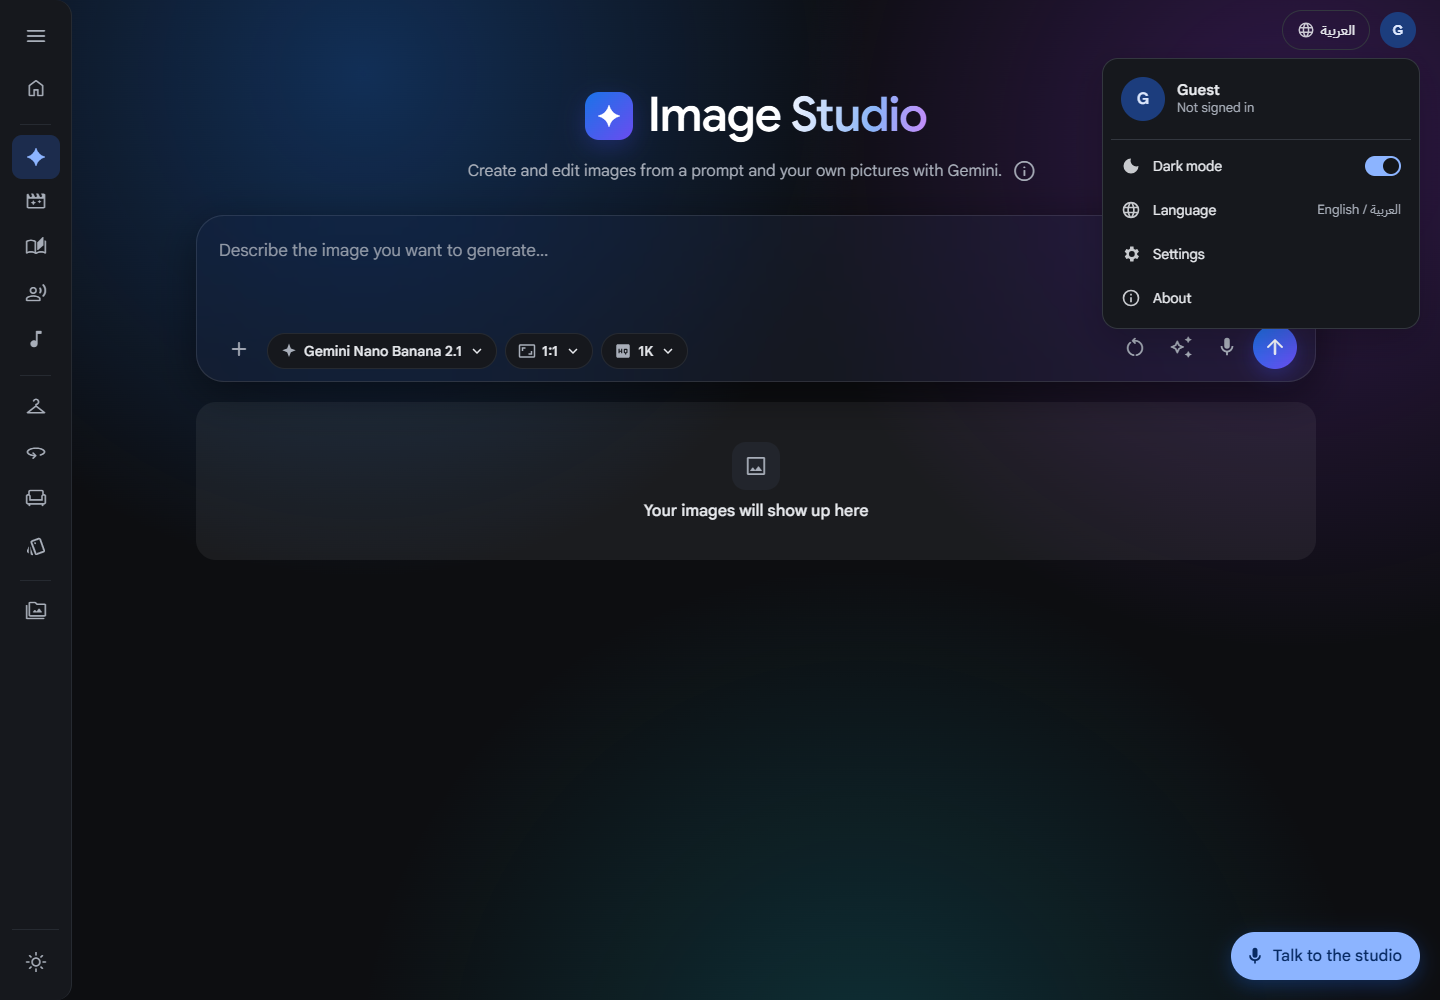 العربية
G
G
Guest
Not signed in
Dark mode
Language
English / العربية
Settings
About
Image Studio
Create and edit images from a prompt and your own pictures with Gemini.
Describe the image you want to generate...
Gemini Nano Banana 2.1
1:1
HQ
1K
Your images will show up here
Talk to the studio